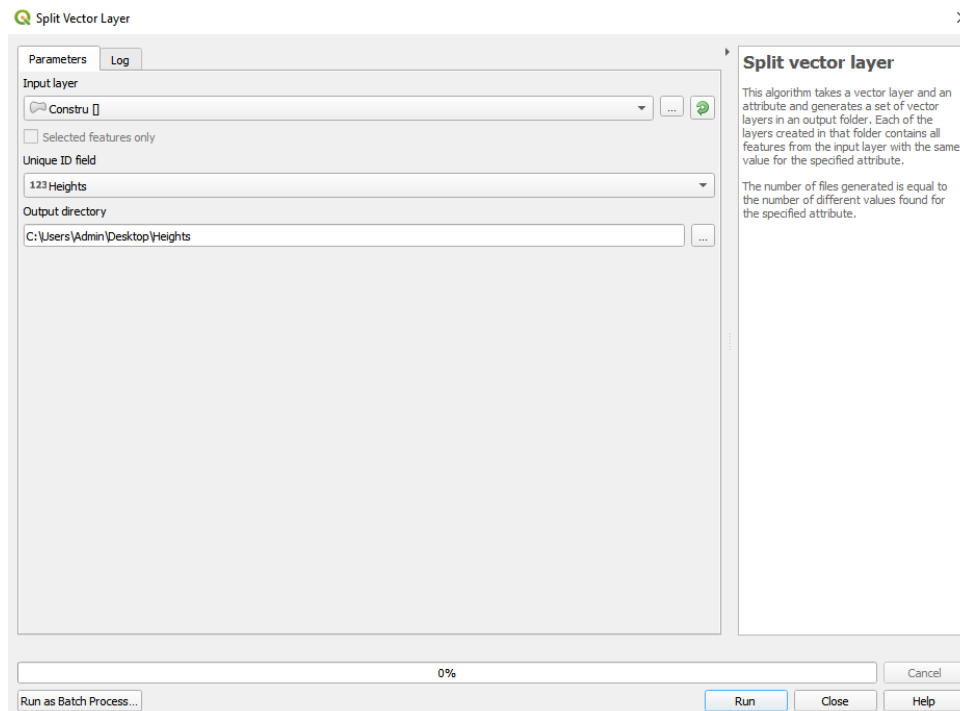 Split Vector Layer
Parameters
Log
Input layer
Constru []
...
Selected features only
Unique ID field
123 Heights
Output directory
C:\Users\Admin\Desktop\Heights
...
Split vector layer
This algorithm takes a vector layer and an
attribute and generates a set of vector
layers in an output folder. Each of the
layers created in that folder contains all
features from the input layer with the same
value for the specified attribute.
The number of files generated is equal to
the number of different values found for
the specified attribute.
0%
Cancel
Run as Batch Process...
Run
Close
Help